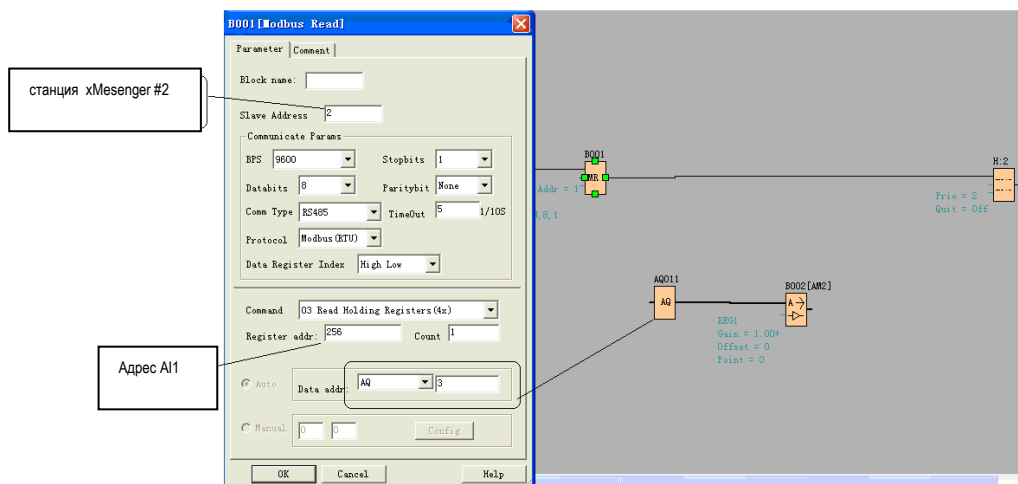 B001[Modbus Read]
Parameter Comment
Block name:
станция xMesenger #2
Slave Address 2
Communicate Params
BPS 9600 Stopbits 1
Databits 8 Paritybit None
Comm Type RS485 TimeOut 5 1/10S
Protocol Modbus(RTU)
Data Register Index High Low
Command 03 Read Holding Registers(4x)
Register addr: 256 Count 1
Адрес AI1
Auto Data addr: AQ 3
Manual 0 0 Config
OK Cancel Help
B001
MR
Addr = 1
N,8,1
H:2
Prio = 2
Quit = Off
AQ011
AQ
B002[AM2]
A→
REG1
Gain = 1.00+
Offset = 0
Point = 0